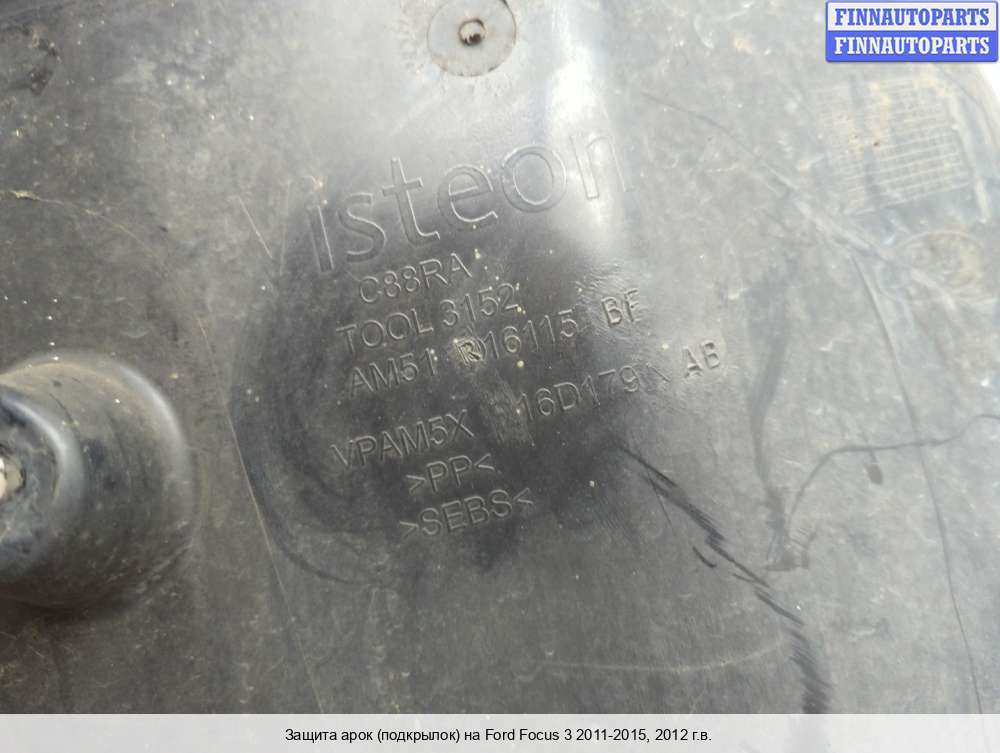 FINNAUTOPARTS
FINNAUTOPARTS
Visteon
C88RA
TOOL 3152
AM51 R16115 BF
VPAM5X 16D179 AB
>PP<
>SEBS<
Защита арок (подкрылок) на Ford Focus 3 2011-2015, 2012 г.в.